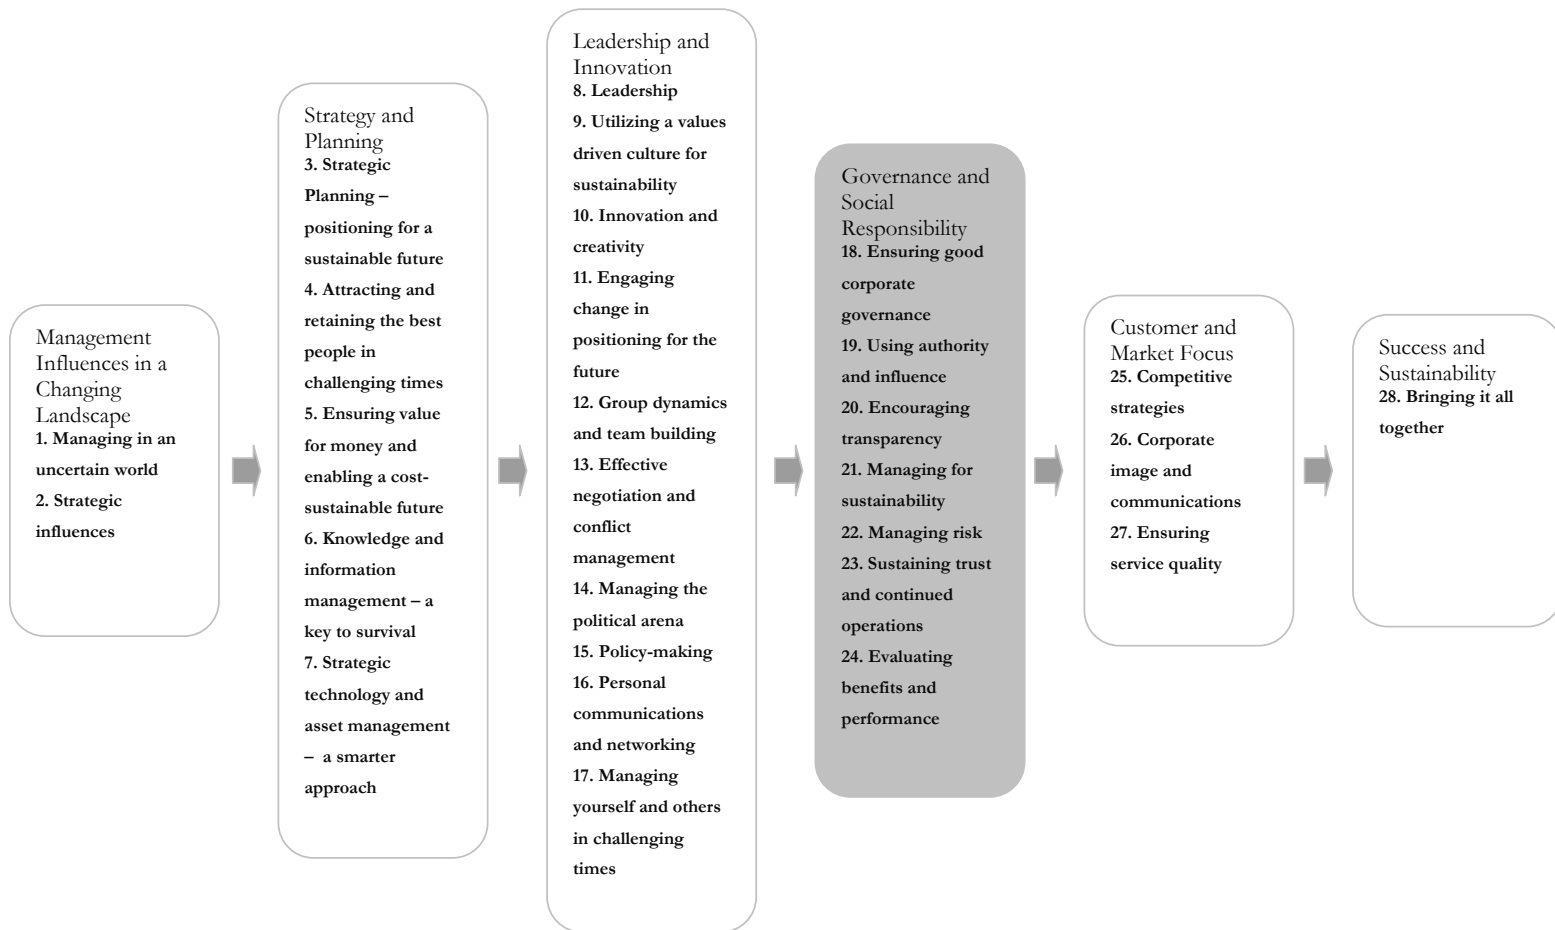 Management
Influences in a
Changing
Landscape
1. Managing in an
uncertain world
2. Strategic
influences
Strategy and
Planning
3. Strategic
Planning –
positioning for a
sustainable future
4. Attracting and
retaining the best
people in
challenging times
5. Ensuring value
for money and
enabling a cost-
sustainable future
6. Knowledge and
information
management – a
key to survival
7. Strategic
technology and
asset management
– a smarter
approach
Leadership and
Innovation
8. Leadership
9. Utilizing a values
driven culture for
sustainability
10. Innovation and
creativity
11. Engaging
change in
positioning for the
future
12. Group dynamics
and team building
13. Effective
negotiation and
conflict
management
14. Managing the
political arena
15. Policy-making
16. Personal
communications
and networking
17. Managing
yourself and others
in challenging
times
Governance and
Social
Responsibility
18. Ensuring good
corporate
governance
19. Using authority
and influence
20. Encouraging
transparency
21. Managing for
sustainability
22. Managing risk
23. Sustaining trust
and continued
operations
24. Evaluating
benefits and
performance
Customer and
Market Focus
25. Competitive
strategies
26. Corporate
image and
communications
27. Ensuring
service quality
Success and
Sustainability
28. Bringing it all
together